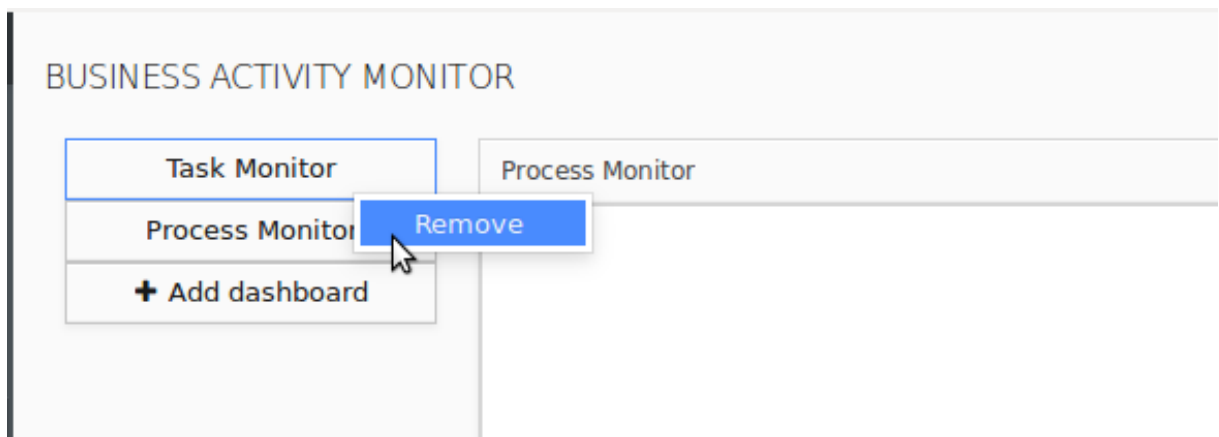 BUSINESS ACTIVITY MONITOR
Task Monitor
Process Monitor
Process Monitor
Remove
+ Add dashboard